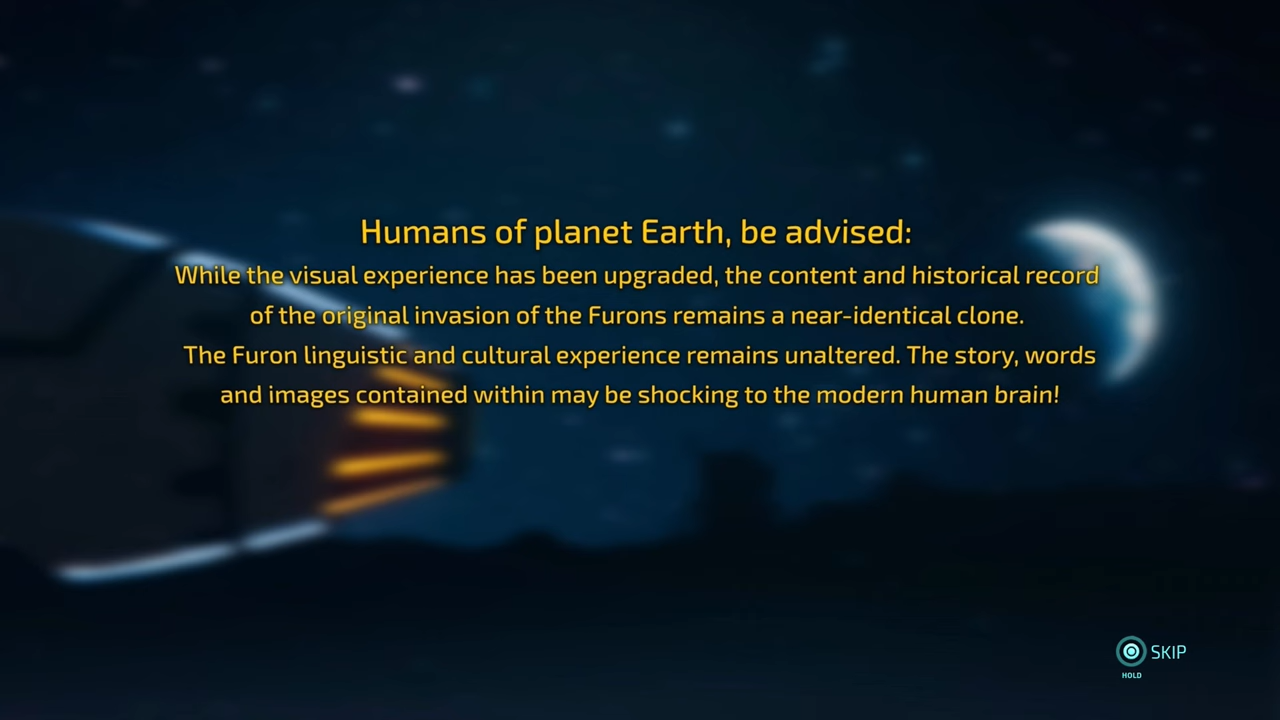 Humans of planet Earth, be advised:
While the visual experience has been upgraded, the content and historical record
of the original invasion of the Furons remains a near-identical clone.
The Furon linguistic and cultural experience remains unaltered. The story, words
and images contained within may be shocking to the modern human brain!
SKIP
HOLD